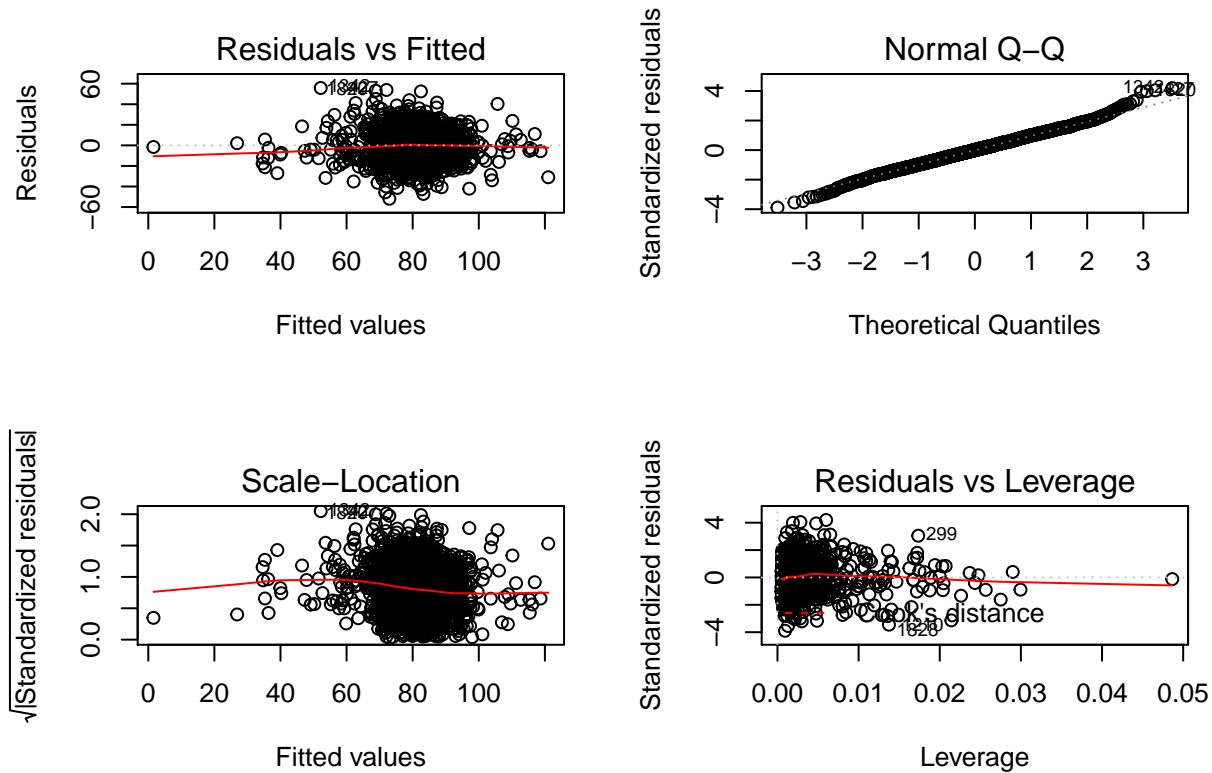 Residuals vs Fitted
Residuals
60
0
−60
0 20 40 60 80 100
Fitted values
Normal Q−Q
Standardized residuals
4
0
−4
−3 −2 −1 0 1 2 3
Theoretical Quantiles
Scale−Location
√|Standardized residuals|
2.0
1.0
0.0
0 20 40 60 80 100
Fitted values
Residuals vs Leverage
Standardized residuals
4
0
−4
299
k's distance
1628
0.00 0.01 0.02 0.03 0.04 0.05
Leverage